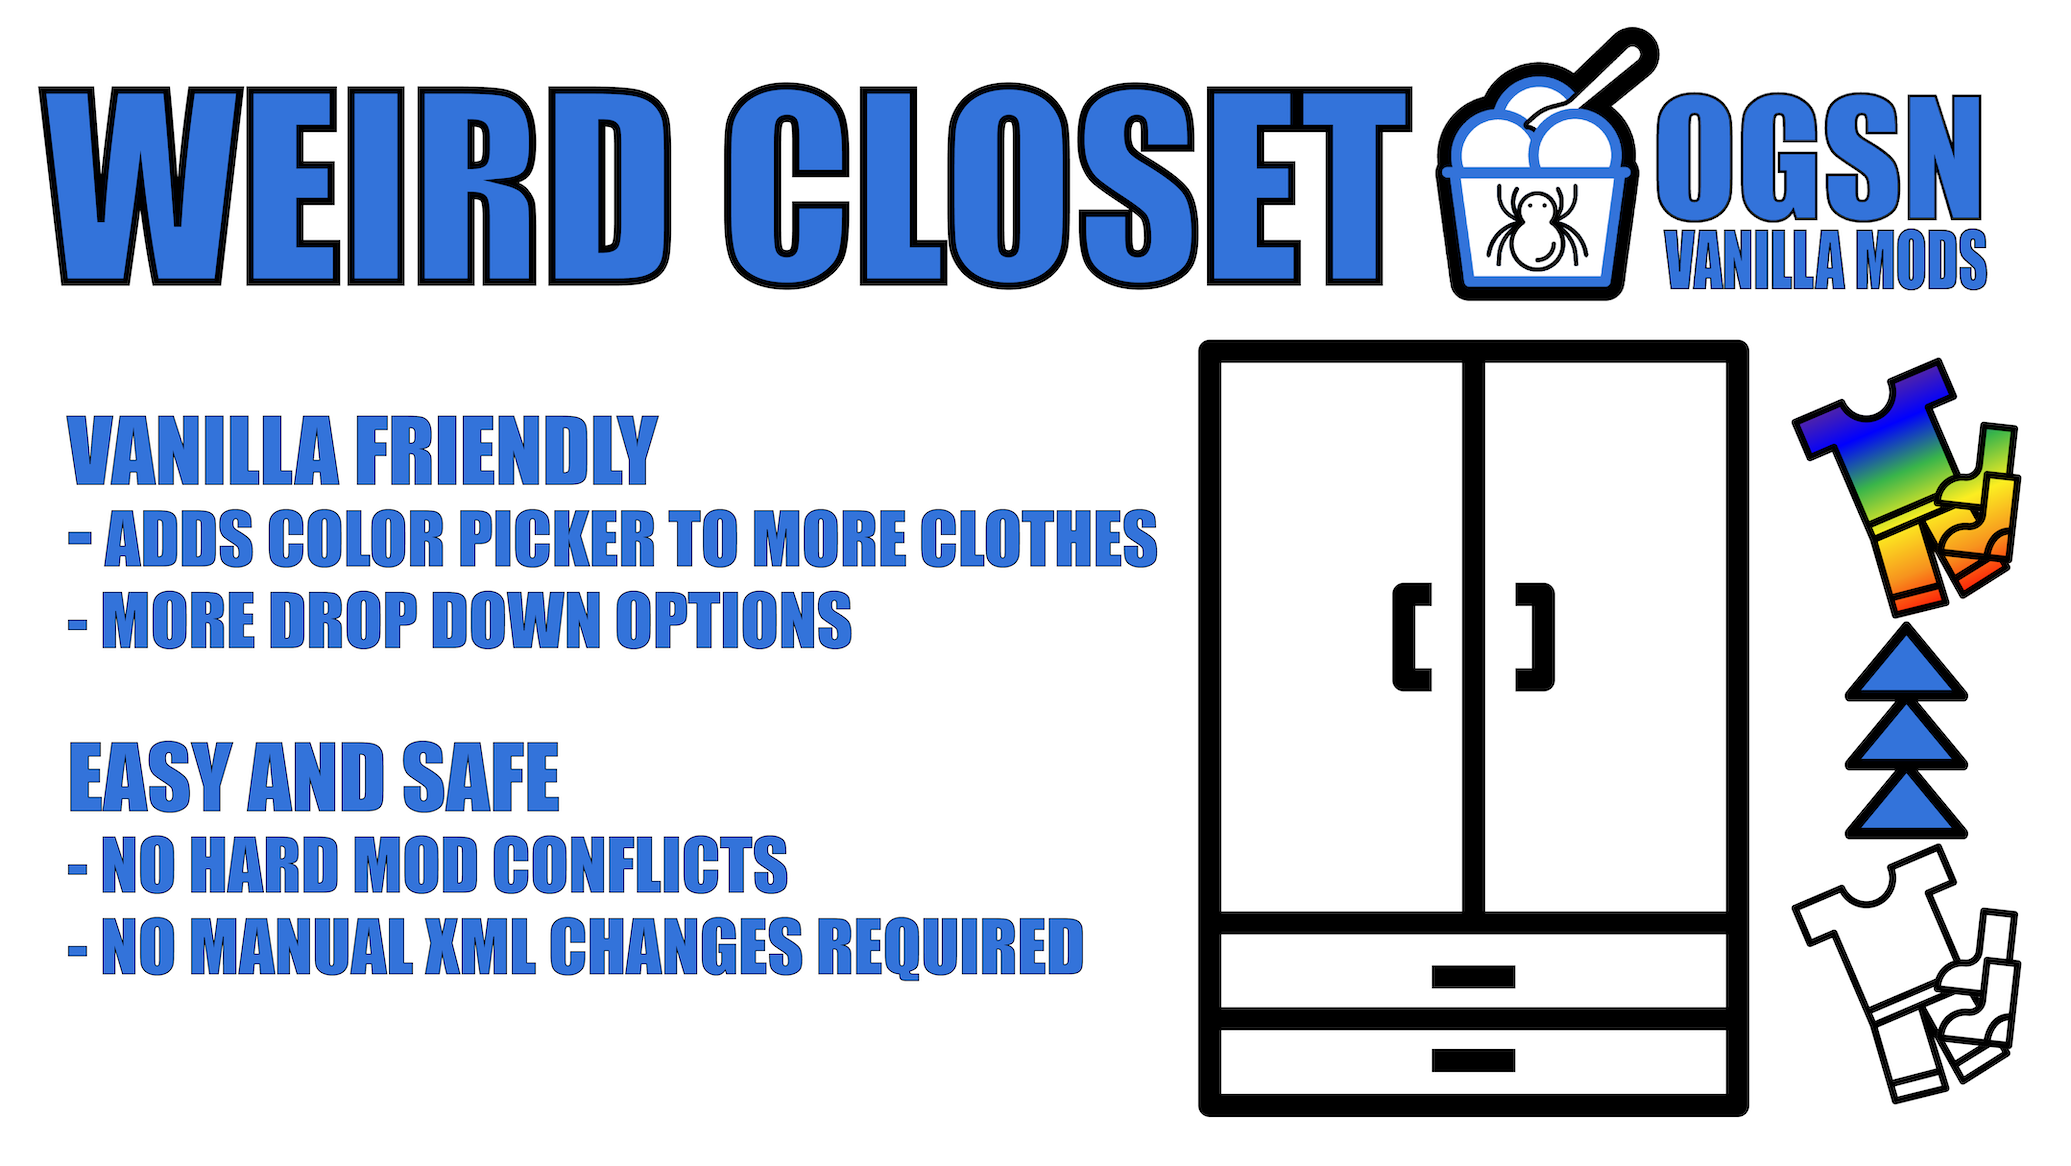 WEIRD CLOSET
OGSN
VANILLA MODS
VANILLA FRIENDLY
- ADDS COLOR PICKER TO MORE CLOTHES
- MORE DROP DOWN OPTIONS
EASY AND SAFE
- NO HARD MOD CONFLICTS
- NO MANUAL XML CHANGES REQUIRED